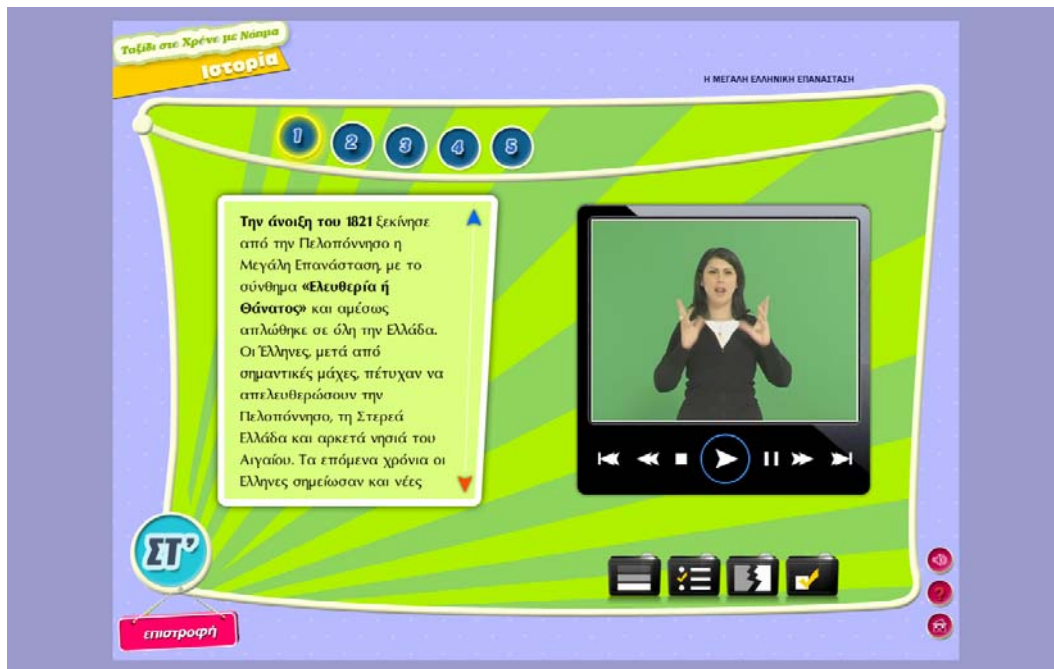 Ταξίδι στο Χρόνο με Νόημα
Ιστορία
Η ΜΕΓΑΛΗ ΕΛΛΗΝΙΚΗ ΕΠΑΝΑΣΤΑΣΗ
1 2 3 4 5
Την άνοιξη του 1821 ξεκίνησε
από την Πελοπόννησο η
Μεγάλη Επανάσταση, με το
σύνθημα «Ελευθερία ή
Θάνατος» και αμέσως
απλώθηκε σε όλη την Ελλάδα.
Οι Έλληνες, μετά από
σημαντικές μάχες, πέτυχαν να
απελευθερώσουν την
Πελοπόννησο, τη Στερεά
Ελλάδα και αρκετά νησιά του
Αιγαίου. Τα επόμενα χρόνια οι
Έλληνες σημείωσαν και νέες
ΣΤ'
επιστροφή
?